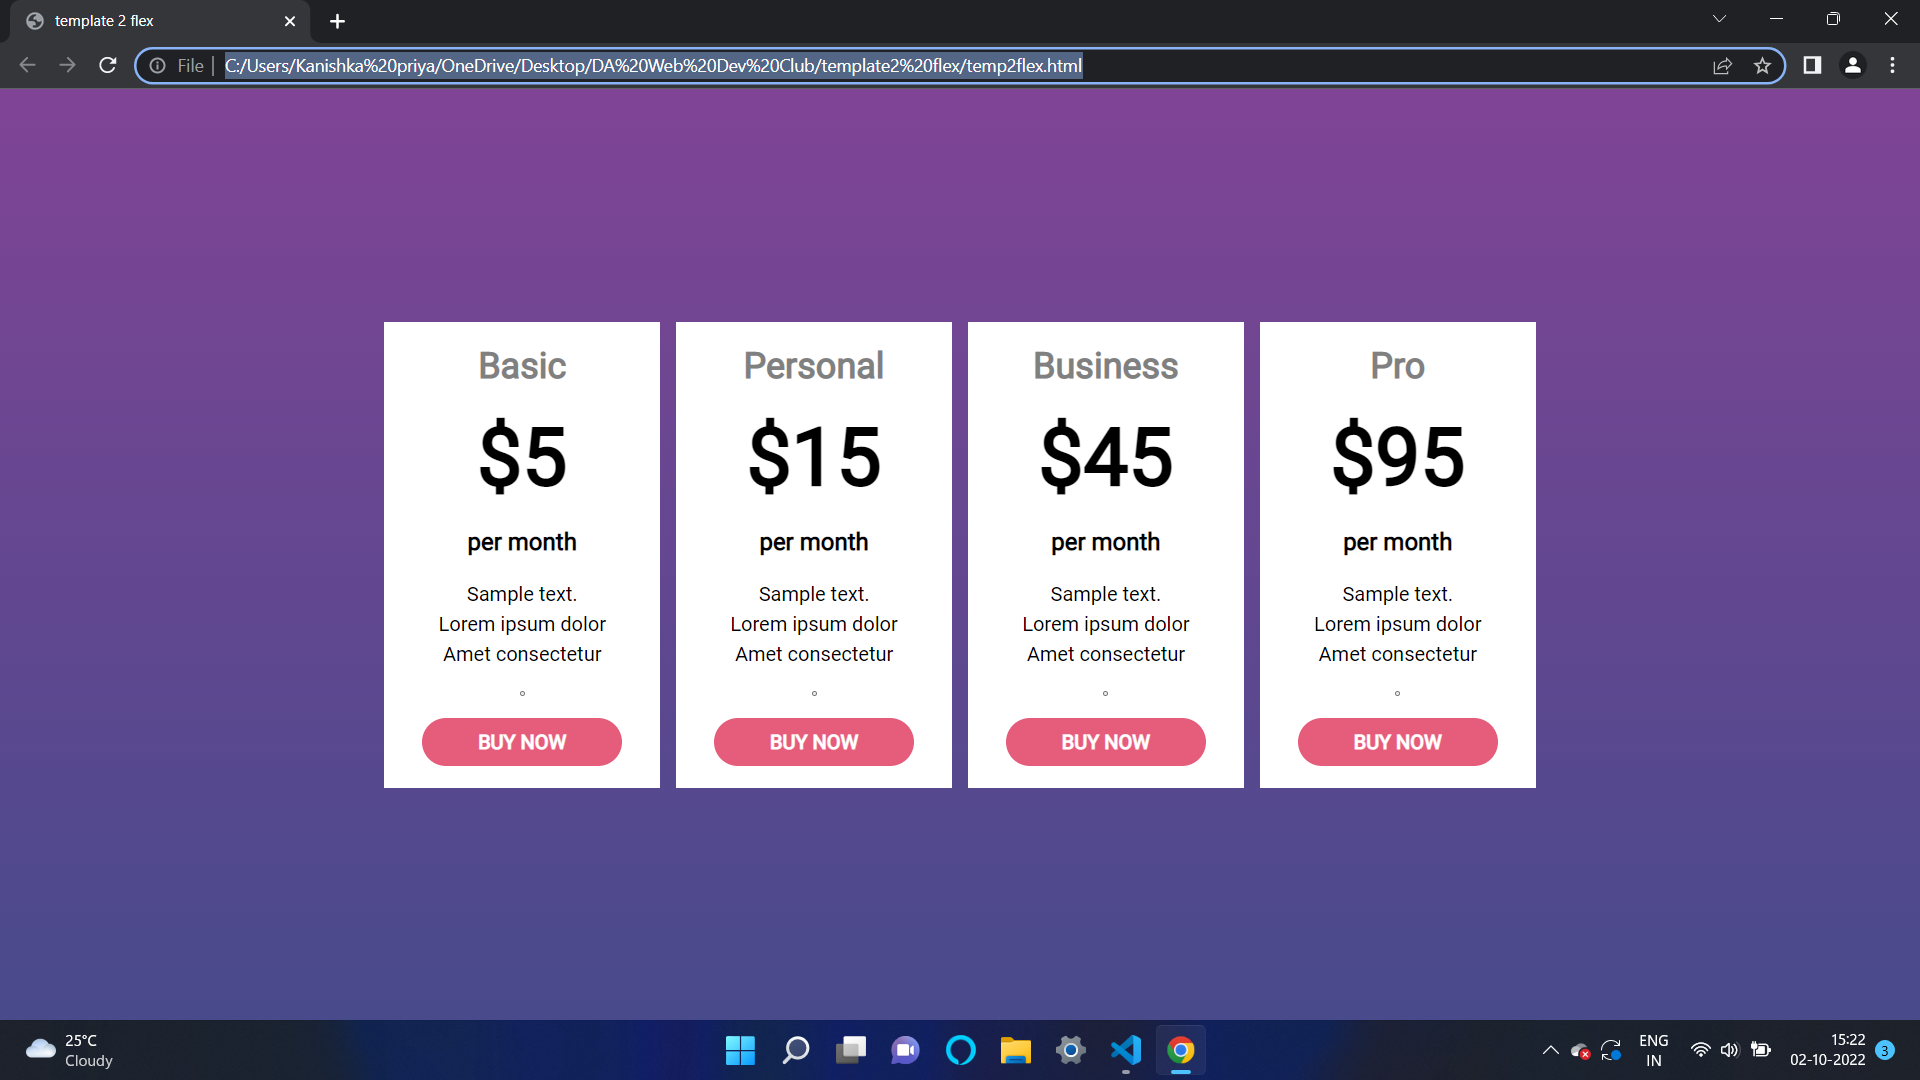 template 2 flex
File | C:/Users/Kanishka%20priya/OneDrive/Desktop/DA%20Web%20Dev%20Club/template2%20flex/temp2flex.html
Basic
$5
per month
Sample text.
Lorem ipsum dolor
Amet consectetur
BUY NOW
Personal
$15
per month
Sample text.
Lorem ipsum dolor
Amet consectetur
BUY NOW
Business
$45
per month
Sample text.
Lorem ipsum dolor
Amet consectetur
BUY NOW
Pro
$95
per month
Sample text.
Lorem ipsum dolor
Amet consectetur
BUY NOW
25°C
Cloudy
ENG
IN
15:22
02-10-2022
3